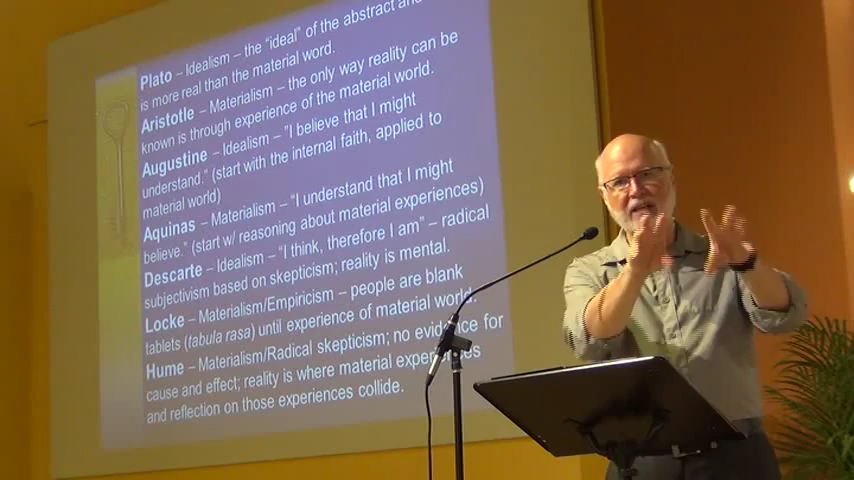 Plato – Idealism – the "ideal" of the abstract and
is more real than the material word.
Aristotle – Materialism – the only way reality can be
known is through experience of the material world.
Augustine – Idealism – "I believe that I might
understand." (start with the internal faith, applied to
material world)
Aquinas – Materialism – "I understand that I might
believe." (start w/ reasoning about material experiences)
Descarte – Idealism – "I think, therefore I am" – radical
subjectivism based on skepticism; reality is mental.
Locke – Materialism/Empiricism – people are blank
tablets (tabula rasa) until experience of material world.
Hume – Materialism/Radical skepticism; no evidence for
cause and effect; reality is where material experiences
and reflection on those experiences collide.